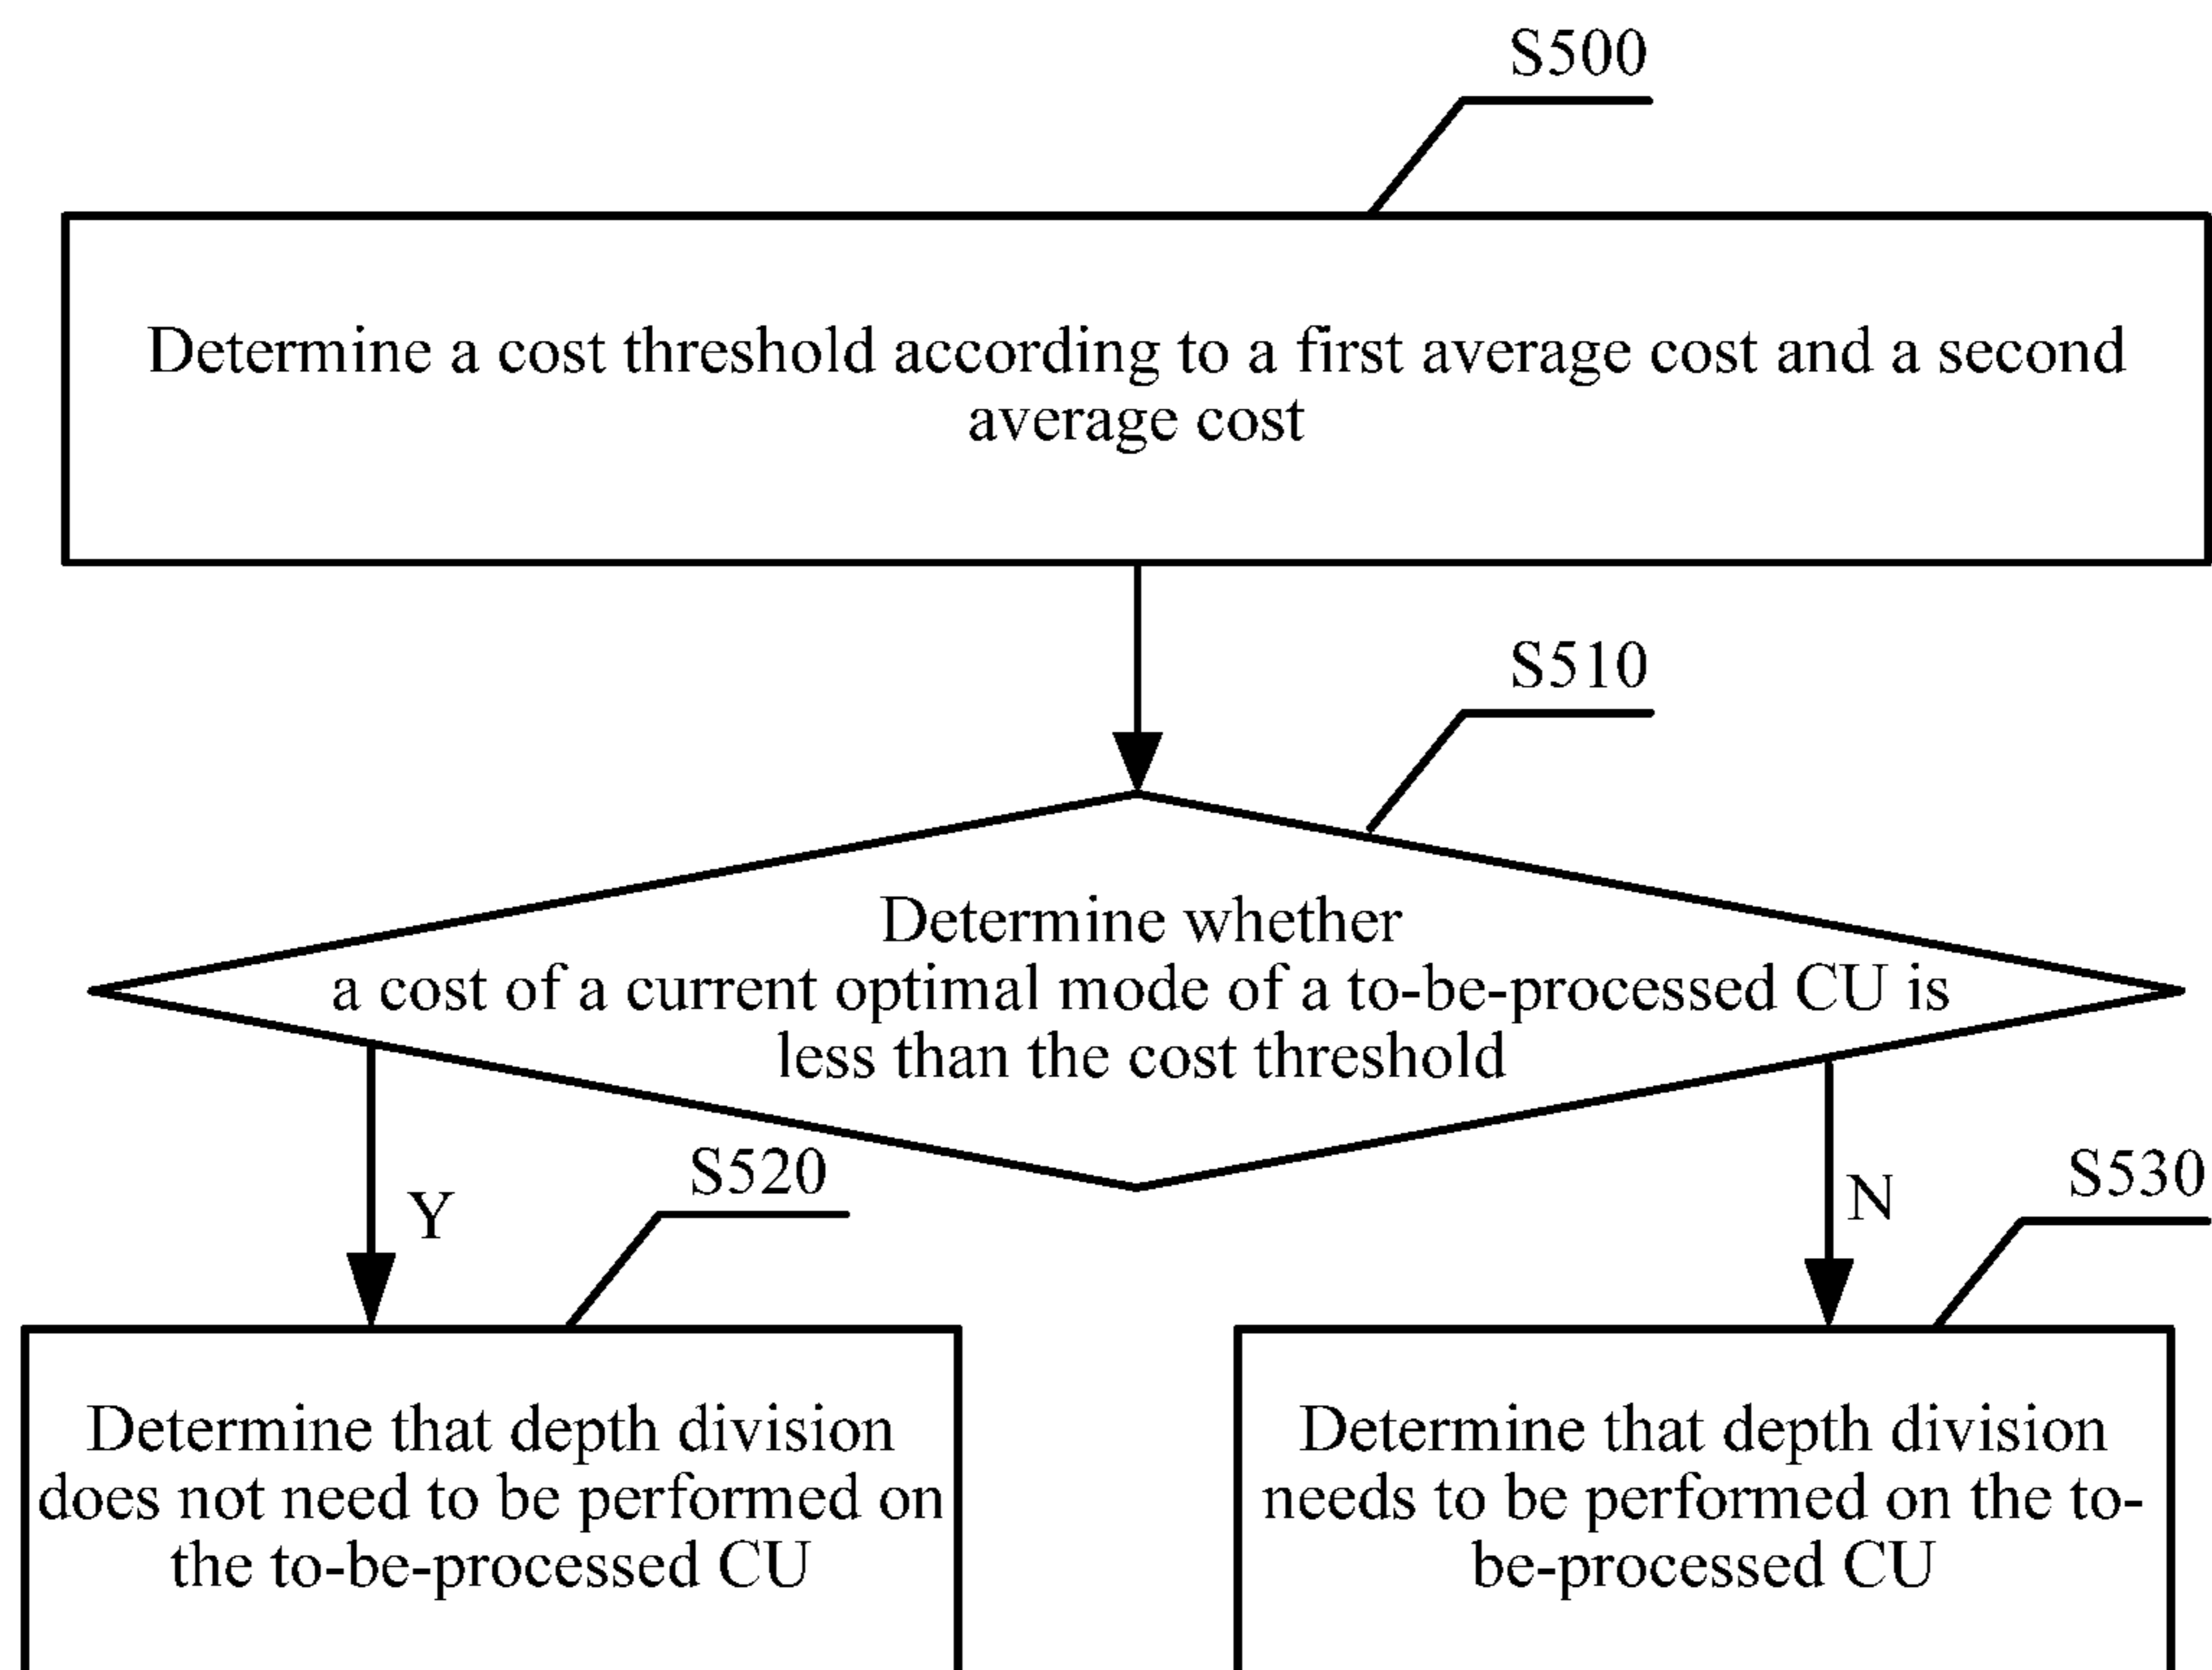 S500
Determine a cost threshold according to a first average cost and a second
average cost
S510
Determine whether
a cost of a current optimal mode of a to-be-processed CU is
less than the cost threshold
Y
S520
N
S530
Determine that depth division
does not need to be performed on
the to-be-processed CU
Determine that depth division
needs to be performed on the to-
be-processed CU